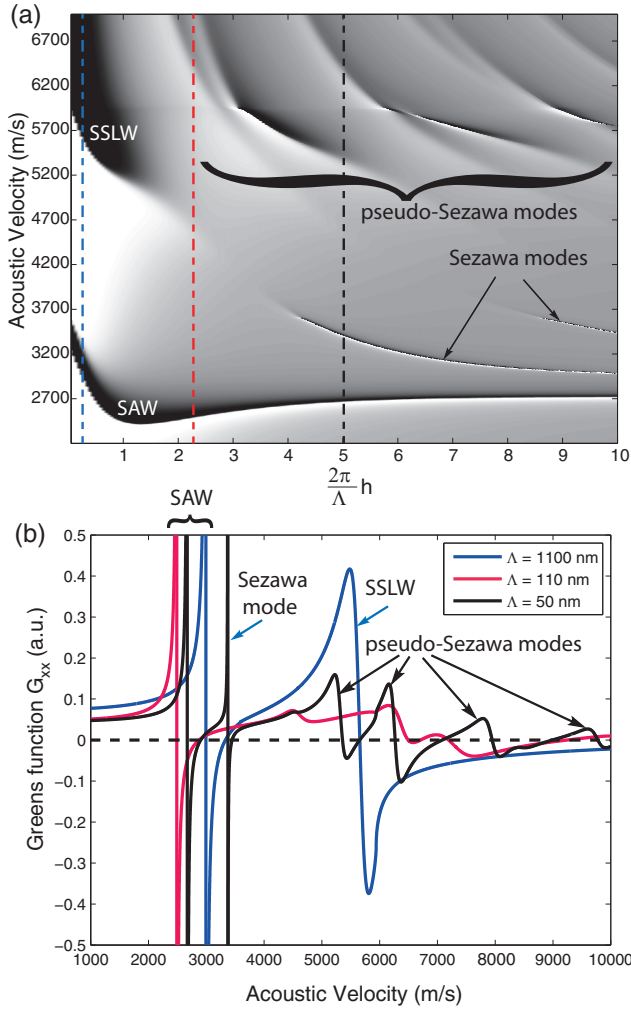 (a)
Acoustic Velocity (m/s)
6700
6200
5700
5200
4700
4200
3700
3200
2700
SSLW
pseudo-Sezawa modes
Sezawa modes
SAW
1 2 3 4 5 6 7 8 9 10
2π
Λ h
SAW
(b)
Greens function Gxx (a.u.)
0.5
0.4
0.3
0.2
0.1
0
-0.1
-0.2
-0.3
-0.4
-0.5
Sezawa
mode
SSLW
Λ = 1100 nm
Λ = 110 nm
Λ = 50 nm
pseudo-Sezawa modes
1000 2000 3000 4000 5000 6000 7000 8000 9000 10000
Acoustic Velocity (m/s)